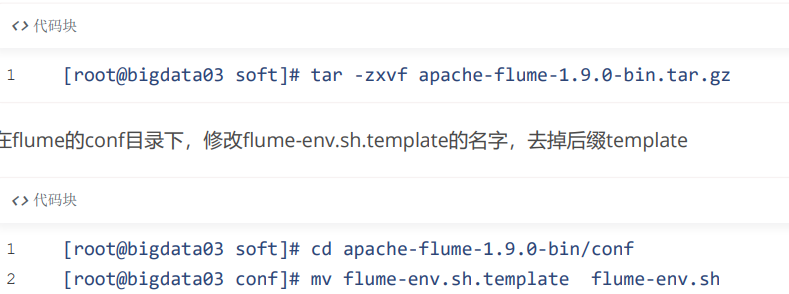 <> 代码块
1 [root@bigdata03 soft]# tar -zxvf apache-flume-1.9.0-bin.tar.gz
在flume的conf目录下，修改flume-env.sh.template的名字，去掉后缀template
<> 代码块
1 [root@bigdata03 soft]# cd apache-flume-1.9.0-bin/conf
2 [root@bigdata03 conf]# mv flume-env.sh.template  flume-env.sh